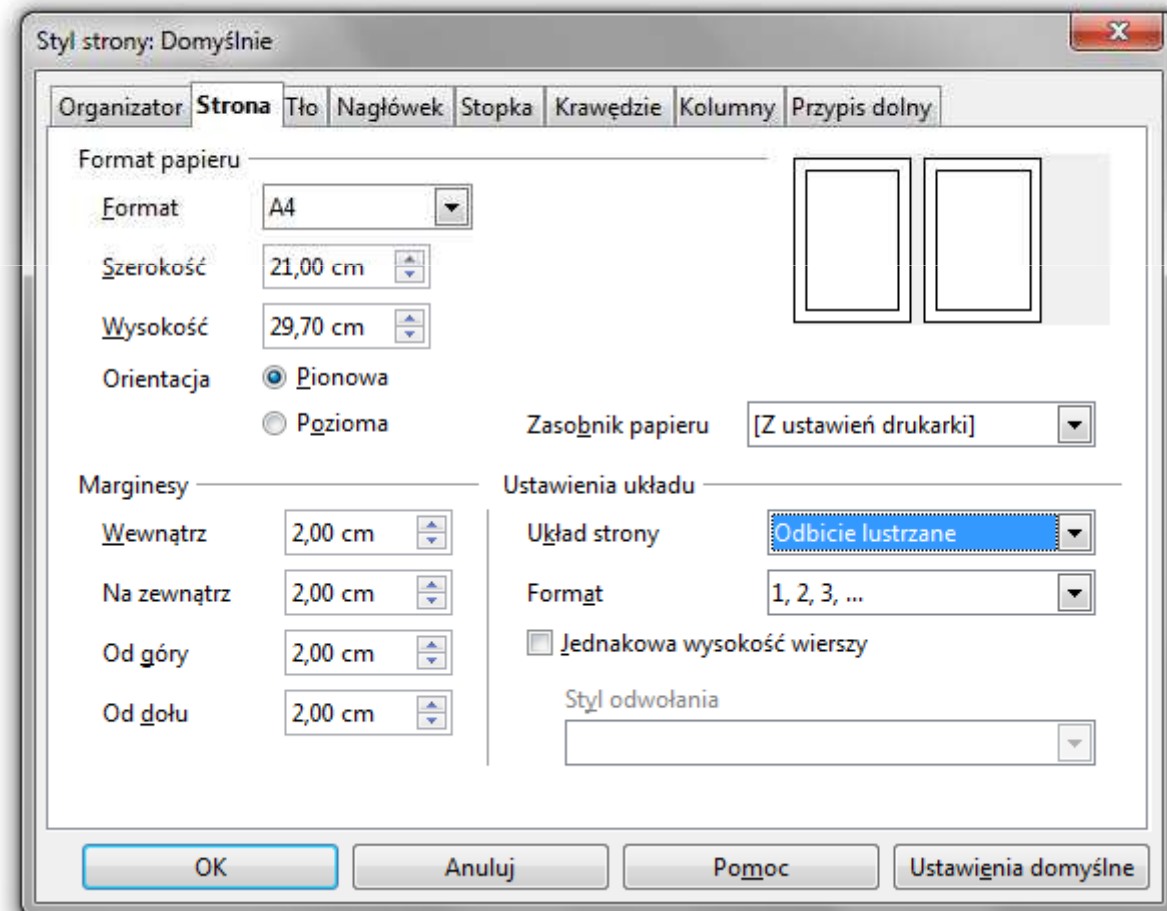 Styl strony: Domyślnie
Organizator Strona Tło Nagłówek Stopka Krawędzie Kolumny Przypis dolny
Format papieru
Format A4
Szerokość 21,00 cm
Wysokość 29,70 cm
Orientacja Pionowa
Pozioma
Zasobnik papieru [Z ustawień drukarki]
Marginesy
Wewnątrz 2,00 cm
Na zewnątrz 2,00 cm
Od góry 2,00 cm
Od dołu 2,00 cm
Ustawienia układu
Układ strony Odbicie lustrzane
Format 1, 2, 3, ...
Jednakowa wysokość wierszy
Styl odwołania
OK Anuluj Pomoc Ustawienia domyślne